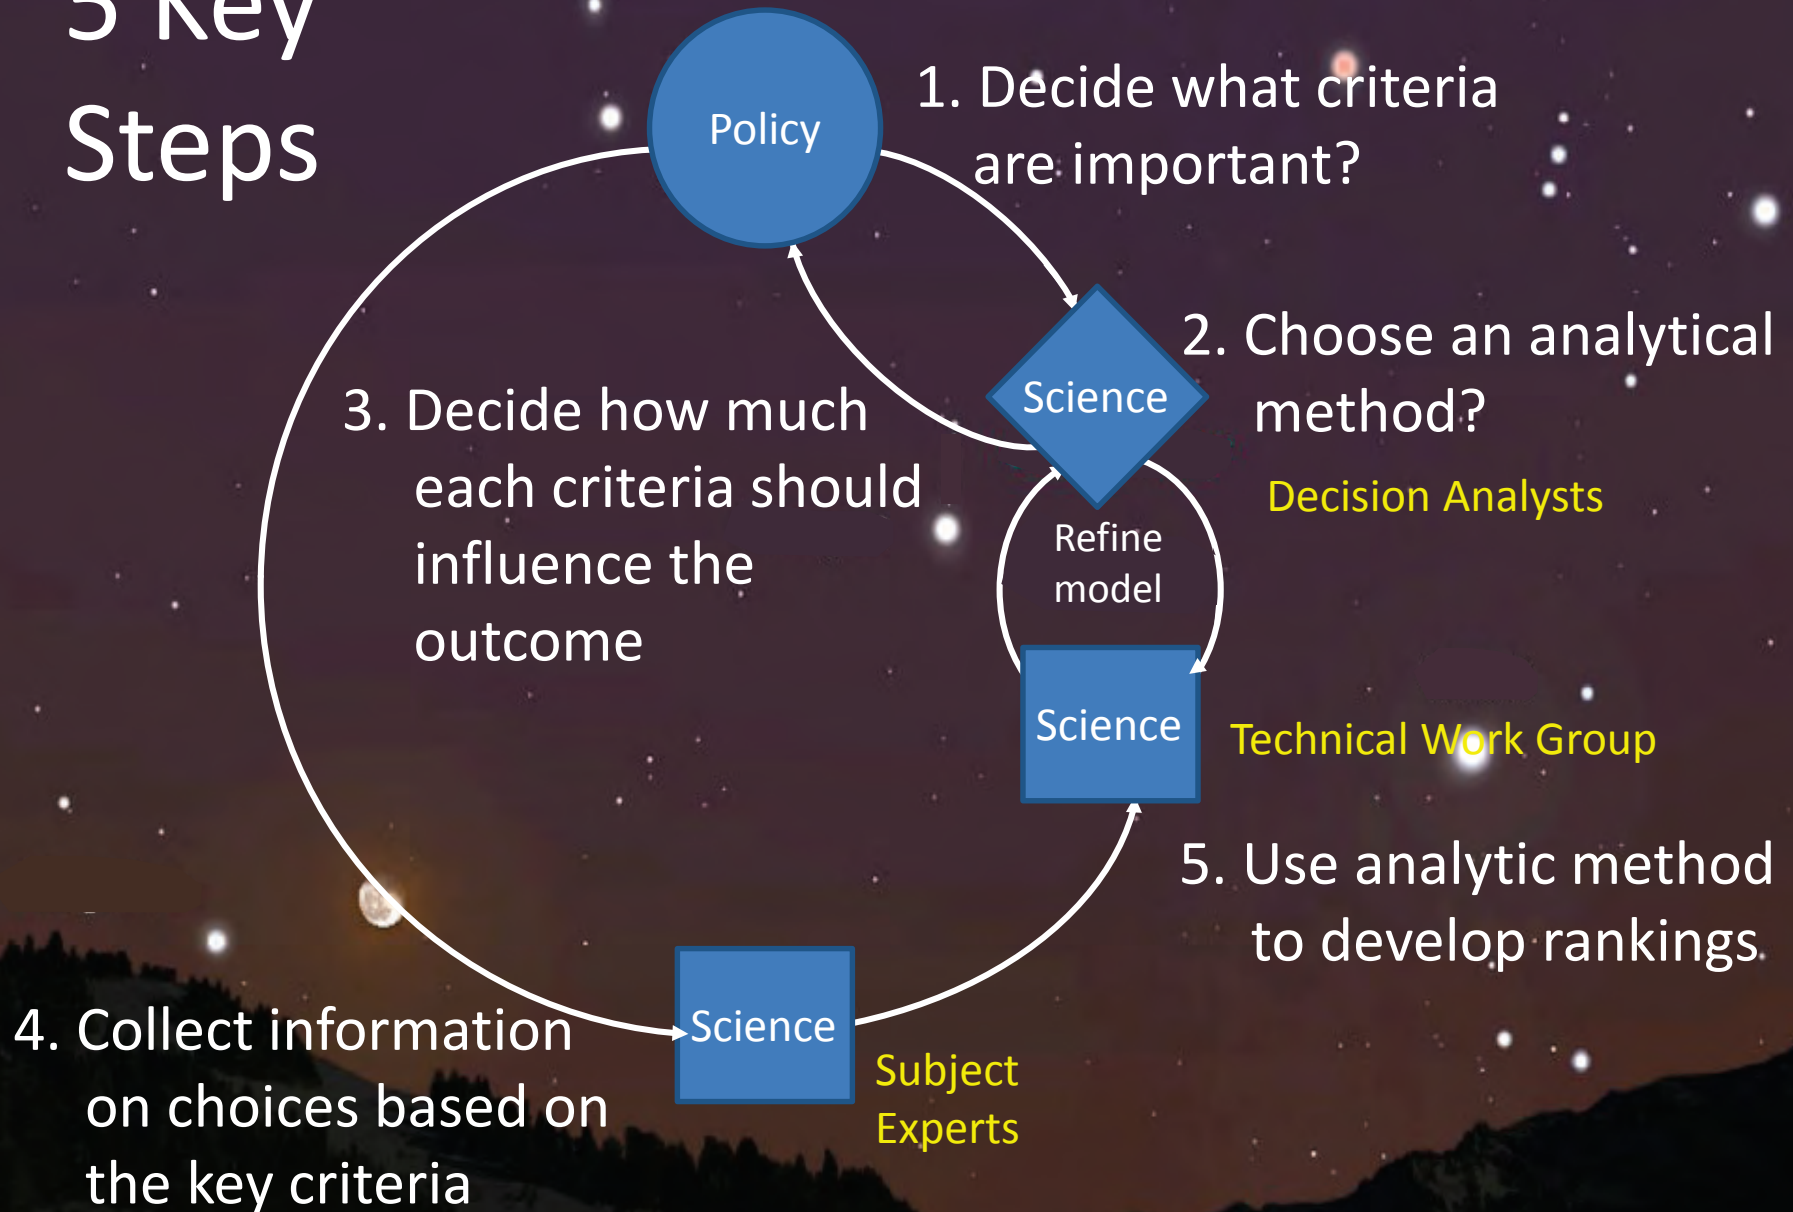 5 Key
Steps
Policy
1. Decide what criteria
are important?
Science
2. Choose an analytical
method?
Decision Analysts
3. Decide how much
each criteria should
influence the
outcome
Refine
model
Science
Technical Work Group
5. Use analytic method
to develop rankings
Science
Subject
Experts
4. Collect information
on choices based on
the key criteria